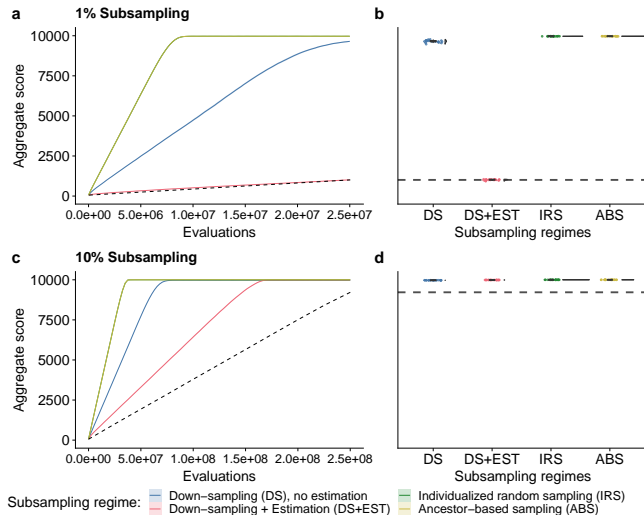 a
1% Subsampling
b
10000
7500
5000
2500
0
Aggregate score
0.0e+00 5.0e+06 1.0e+07 1.5e+07 2.0e+07 2.5e+07
Evaluations
DS DS+EST IRS ABS
Subsampling regimes
c
10% Subsampling
d
10000
7500
5000
2500
0
Aggregate score
0.0e+00 5.0e+07 1.0e+08 1.5e+08 2.0e+08 2.5e+08
Evaluations
DS DS+EST IRS ABS
Subsampling regimes
Subsampling regime:
Down−sampling (DS), no estimation
Down−sampling + Estimation (DS+EST)
Individualized random sampling (IRS)
Ancestor−based sampling (ABS)